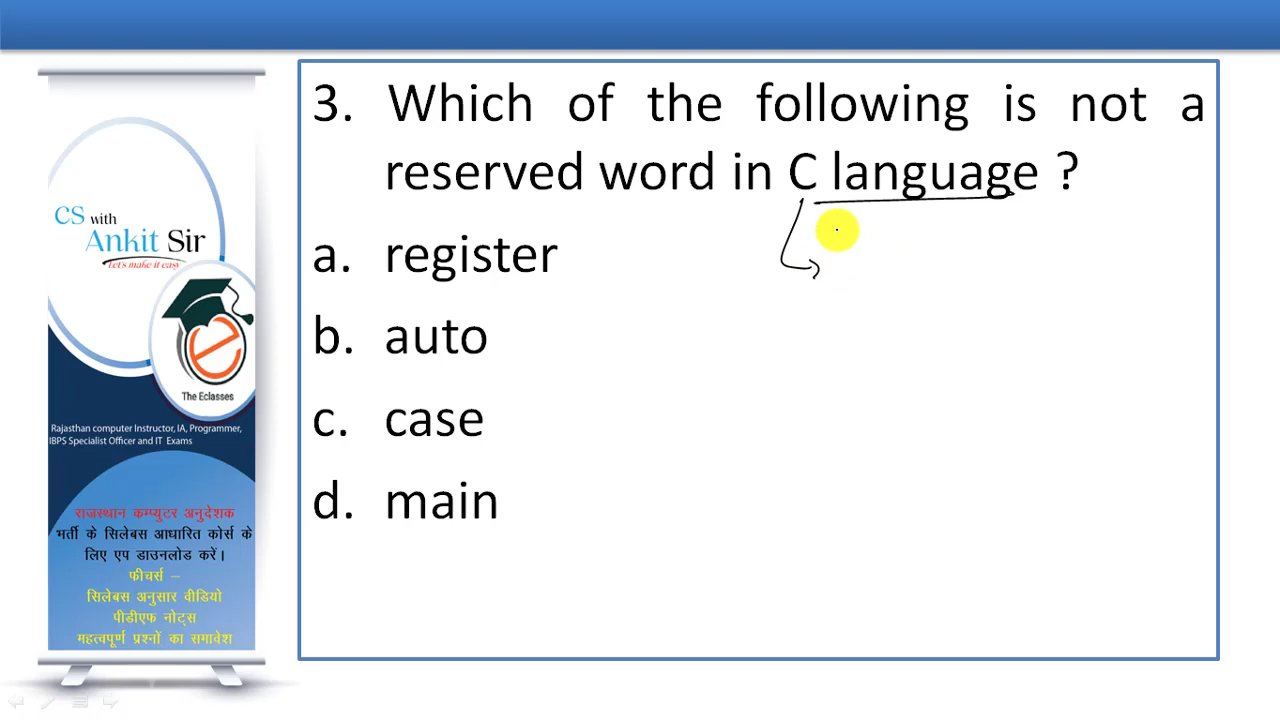 3. Which of the following is not a
reserved word in C language ?
a. register
b. auto
c. case
d. main
CS with
Ankit Sir
Let's make it easy
The Eclasses
Rajasthan computer Instructor, IA, Programmer,
IBPS Specialist Officer and IT Exams
राजस्थान कम्प्युटर अनुदेशक
भर्ती के सिलेबस आधारित कोर्स के
लिए एप डाउनलोड करें।
फीचर्स –
सिलेबस अनुसार वीडियो
पीडीएफ नोट्स
महत्वपूर्ण प्रश्नों का समावेश